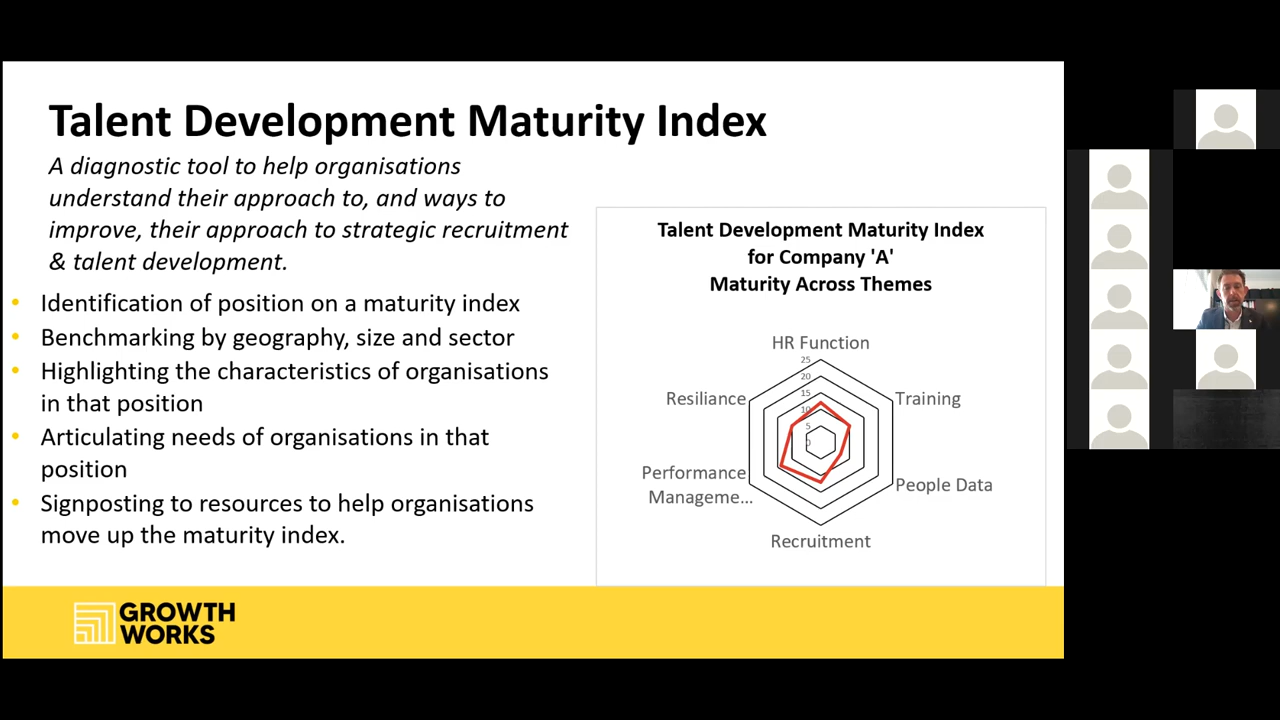 Talent Development Maturity Index
A diagnostic tool to help organisations
understand their approach to, and ways to
improve, their approach to strategic recruitment
& talent development.
• Identification of position on a maturity index
• Benchmarking by geography, size and sector
• Highlighting the characteristics of organisations
in that position
• Articulating needs of organisations in that
position
• Signposting to resources to help organisations
move up the maturity index.
Talent Development Maturity Index
for Company 'A'
Maturity Across Themes
HR Function
25
20
15
10
5
0
Resiliance
Training
Performance
Manageme...
People Data
Recruitment
GROWTH
WORKS